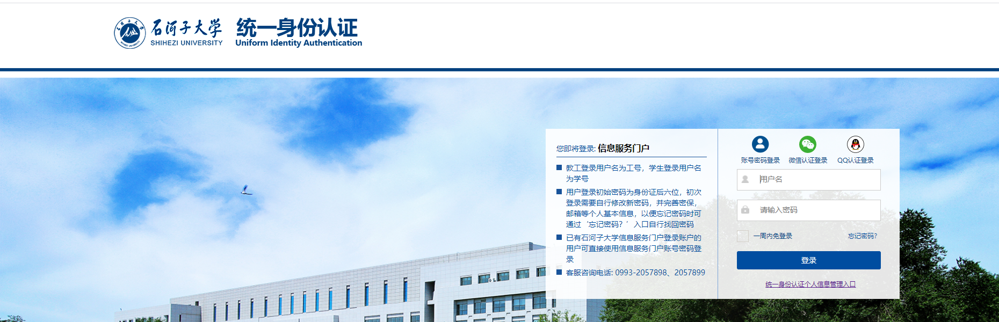 石河子大学
SHIHEZI UNIVERSITY
统一身份认证
Uniform Identity Authentication
您即将登录: 信息服务门户
教工登录用户名为工号，学生登录用户名
为学号
用户登录初始密码为身份证后六位，初次
登录需要自行修改新密码，并完善密保，
邮箱等个人基本信息，以便忘记密码时可
通过‘忘记密码？’入口自行找回密码
已有石河子大学信息服务门户登录账户的
用户可直接使用信息服务门户账号密码登
录
客服咨询电话: 0993-2057898、2057899
账号密码登录
微信认证登录
QQ认证登录
用户名
请输入密码
一周内免登录
忘记密码?
登录
统一身份认证个人信息管理入口